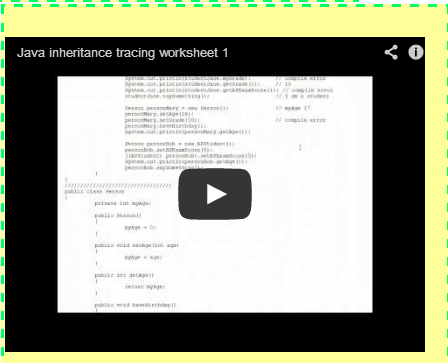 Java inheritance tracing worksheet 1
System.out.println(studentJane.myGrade); // compile error
System.out.println(studentJane.getGrade()); // 10
System.out.println(studentJane.getAPExamScore()); // compile error
studentJane.saySomething(); // I am a student
Person personMary = new Person(); // myAge 17
personMary.setAge(16);
personMary.setGrade(10); // compile error
personMary.haveBirthday();
System.out.println(personMary.getAge());
Person personBob = new APStudent();
personBob.setAPExamScore(5);
((APStudent) personBob).setAPExamScore(5);
System.out.println(personBob.getAge());
personBob.saySomething();
}
}
////////////////////////////////////
public class Person
{
private int myAge;
public Person()
{
myAge = 0;
}
public void setAge(int age)
{
myAge = age;
}
public int getAge()
{
return myAge;
}
public void haveBirthday()
{